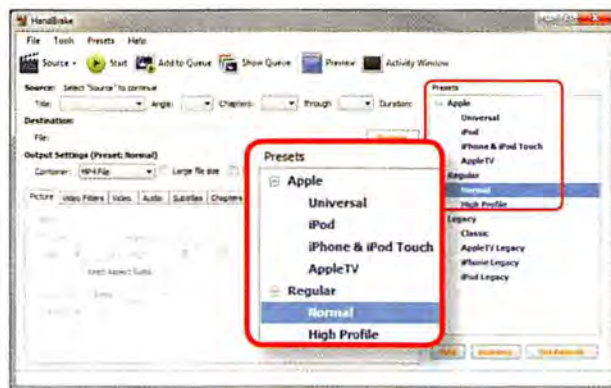 HandBrake
File Tools Presets Help
Source Start Add to Queue Show Queue Preview Activity Window
Source: Select "Source" to continue
Title: Angle: Chapters: through Duration:
Destination
File:
Output Settings (Preset: Normal)
Container: MP4 File Large file size
Picture Video Filters Video Audio Subtitles Chapters
Keep Aspect Ratio
Presets
Apple
Universal
iPod
iPhone & iPod Touch
AppleTV
Regular
Normal
High Profile
Presets
Apple
Universal
iPod
iPhone & iPod Touch
AppleTV
Regular
Normal
High Profile
Legacy
Classic
AppleTV Legacy
iPhone Legacy
iPod Legacy